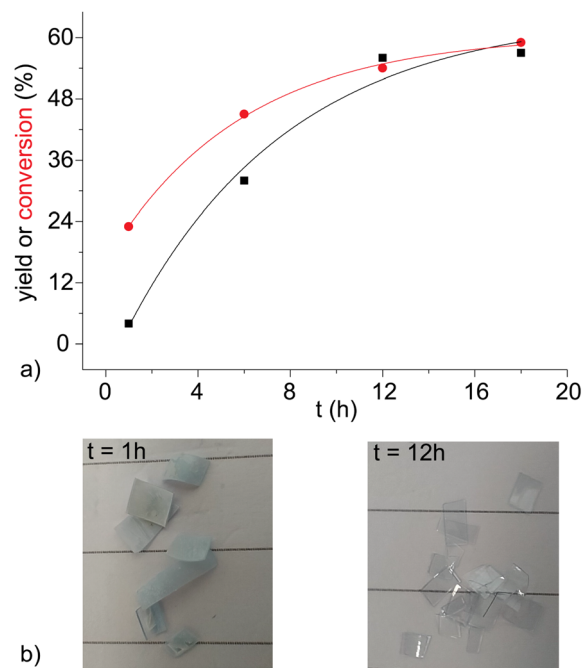 60
48
36
24
12
0
yield or conversion (%)
a)
0 4 8 12 16 20
t (h)
t = 1h
t = 12h
b)